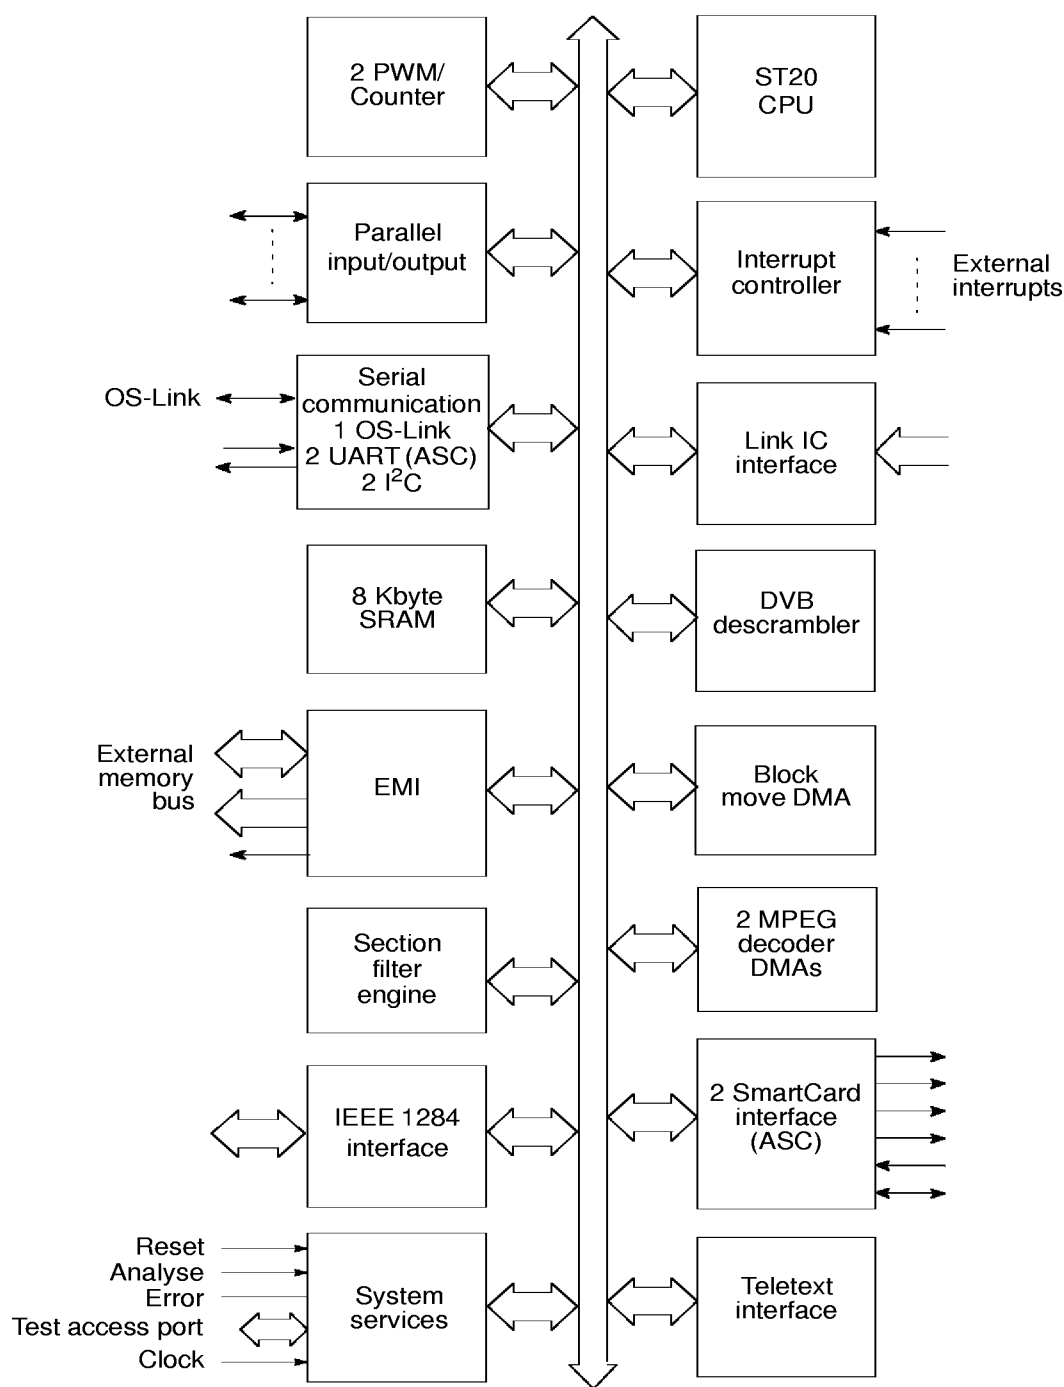 2 PWM/
Counter
ST20
CPU
Parallel
input/output
Interrupt
controller
External
interrupts
OS-Link
Serial
communication
1 OS-Link
2 UART (ASC)
2 I²C
Link IC
interface
8 Kbyte
SRAM
DVB
descrambler
External
memory
bus
EMI
Block
move DMA
Section
filter
engine
2 MPEG
decoder
DMAs
IEEE 1284
interface
2 SmartCard
interface
(ASC)
Reset
Analyse
Error
Test access port
Clock
System
services
Teletext
interface